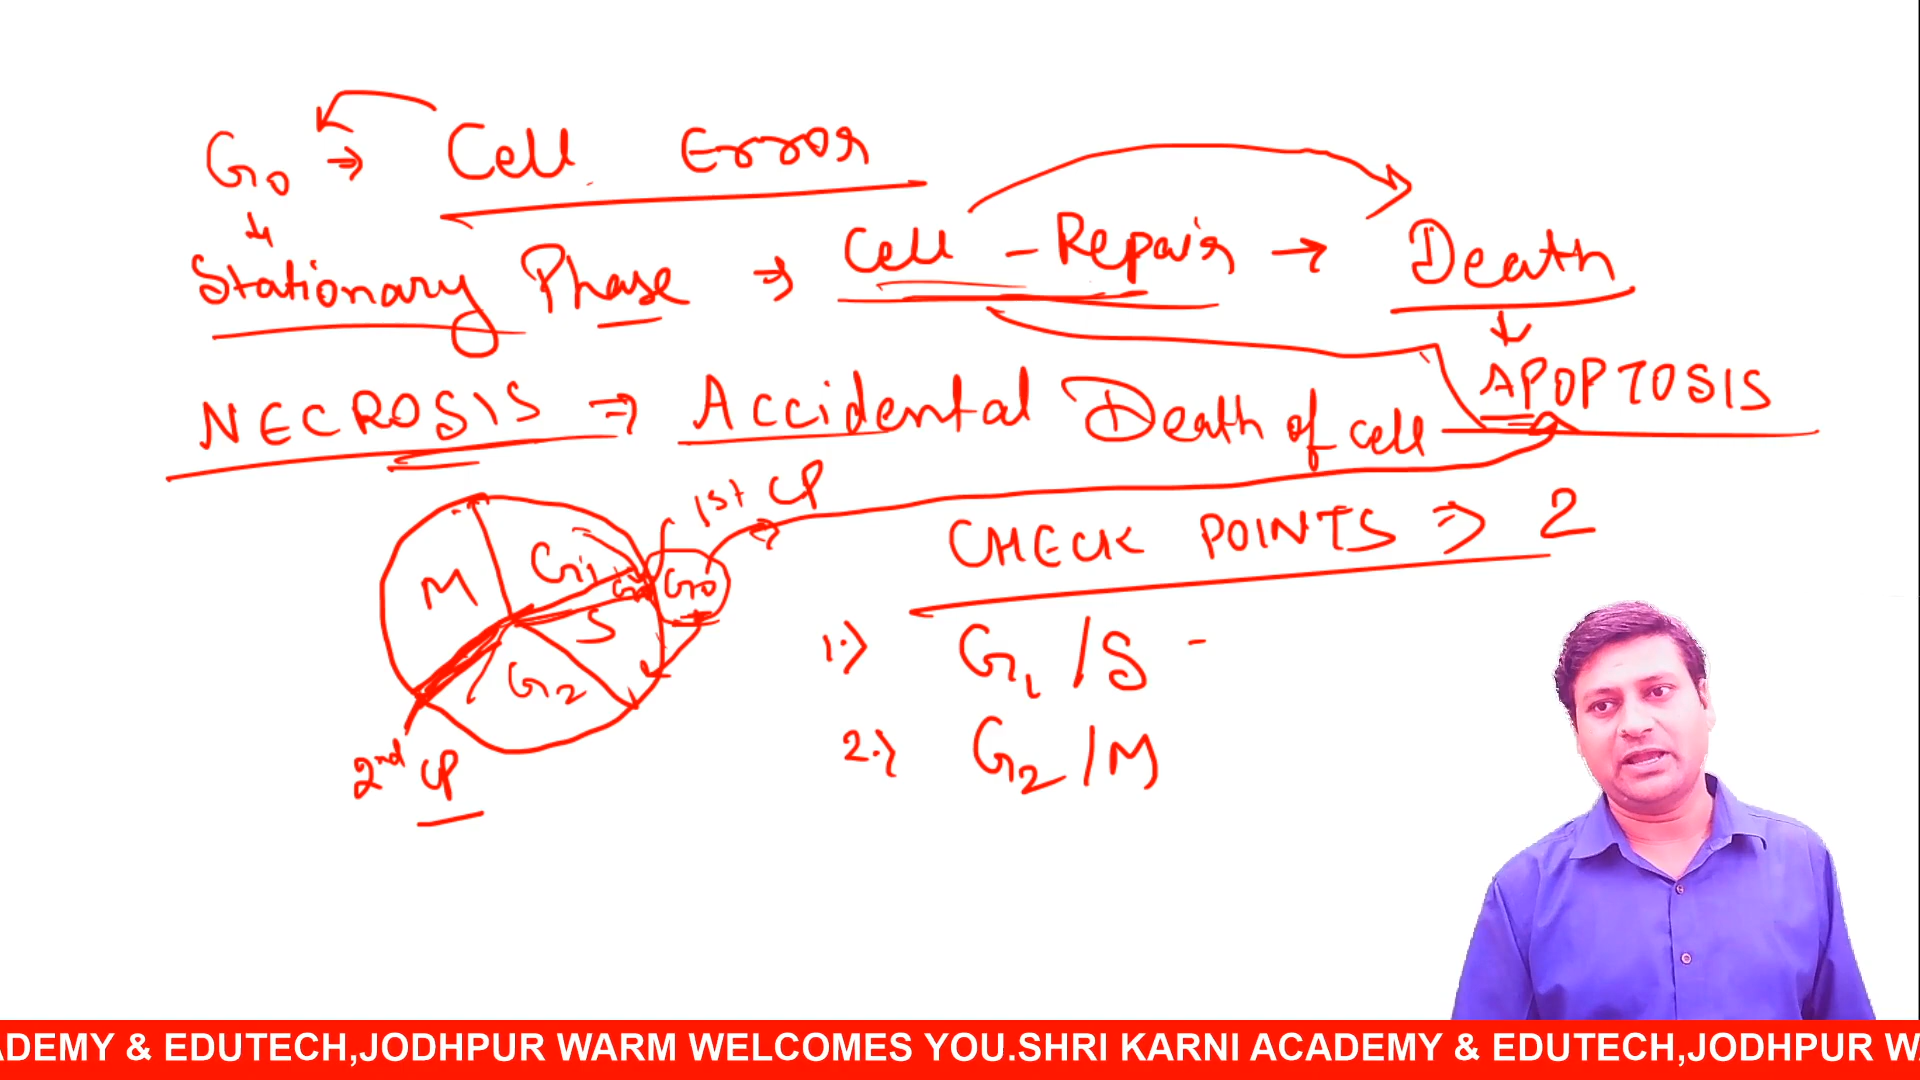 G0 → Cell Error
↓
Stationary Phase → Cell - Repair → Death
↓
APOPTOSIS
NECROSIS ⇒ Accidental Death of cell
1st CP
CHECK POINTS ⇒ 2
M G1 G0 G0
S
G2
1.) G1/S -
2.) G2/M
2nd CP
ADEMY & EDUTECH,JODHPUR WARM WELCOMES YOU.SHRI KARNI ACADEMY & EDUTECH,JODHPUR WA